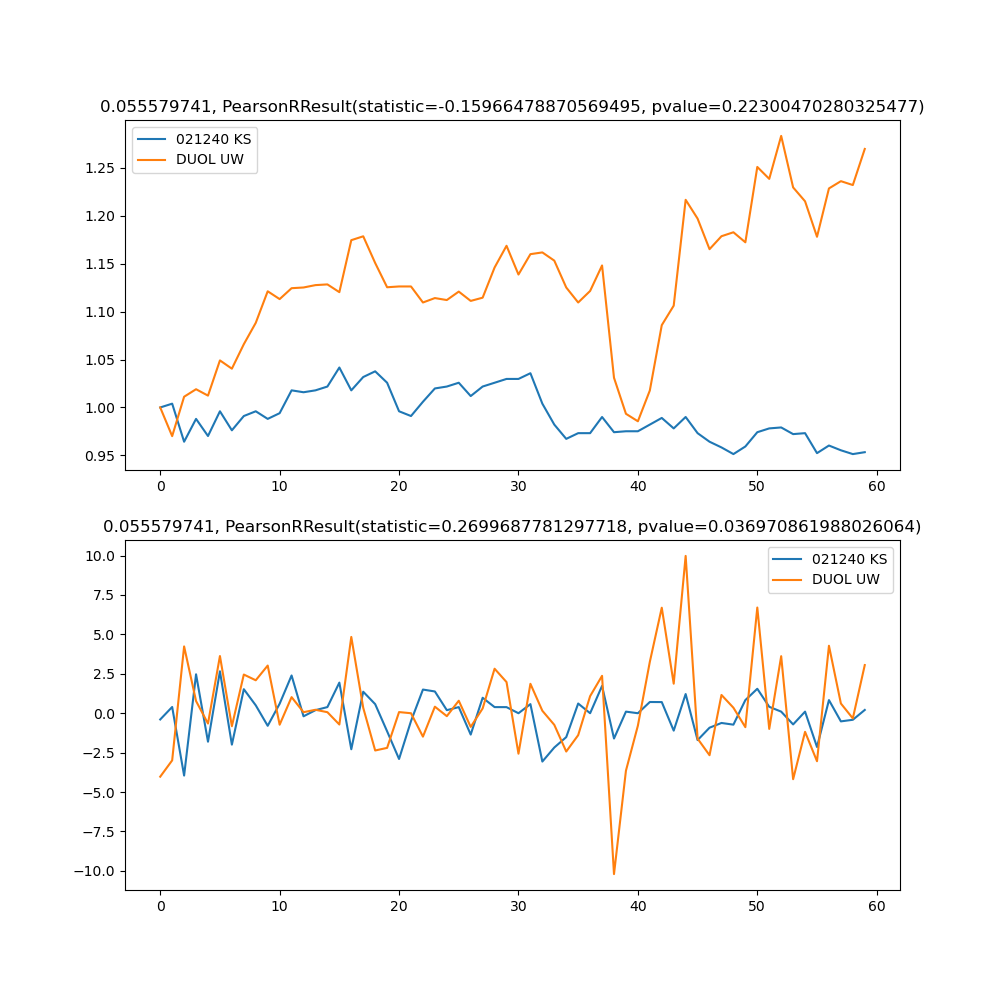 0.055579741, PearsonRResult(statistic=-0.15966478870569495, pvalue=0.22300470280325477)
021240 KS
DUOL UW
1.25
1.20
1.15
1.10
1.05
1.00
0.95
0 10 20 30 40 50 60
0.055579741, PearsonRResult(statistic=0.2699687781297718, pvalue=0.036970861988026064)
021240 KS
DUOL UW
10.0
7.5
5.0
2.5
0.0
−2.5
−5.0
−7.5
−10.0
0 10 20 30 40 50 60